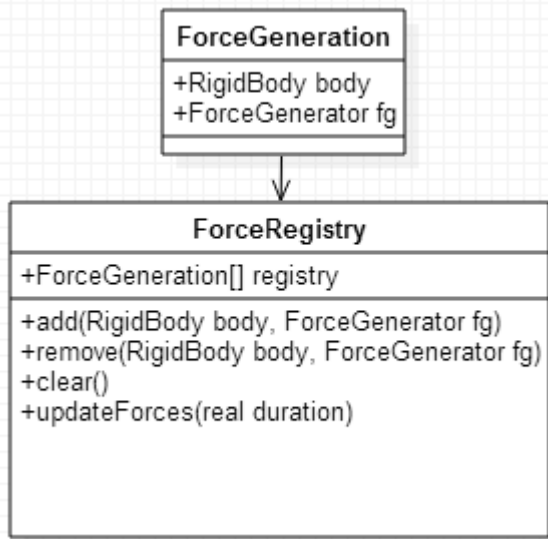 ForceGeneration
+RigidBody body
+ForceGenerator fg
ForceRegistry
+ForceGeneration[] registry
+add(RigidBody body, ForceGenerator fg)
+remove(RigidBody body, ForceGenerator fg)
+clear()
+updateForces(real duration)